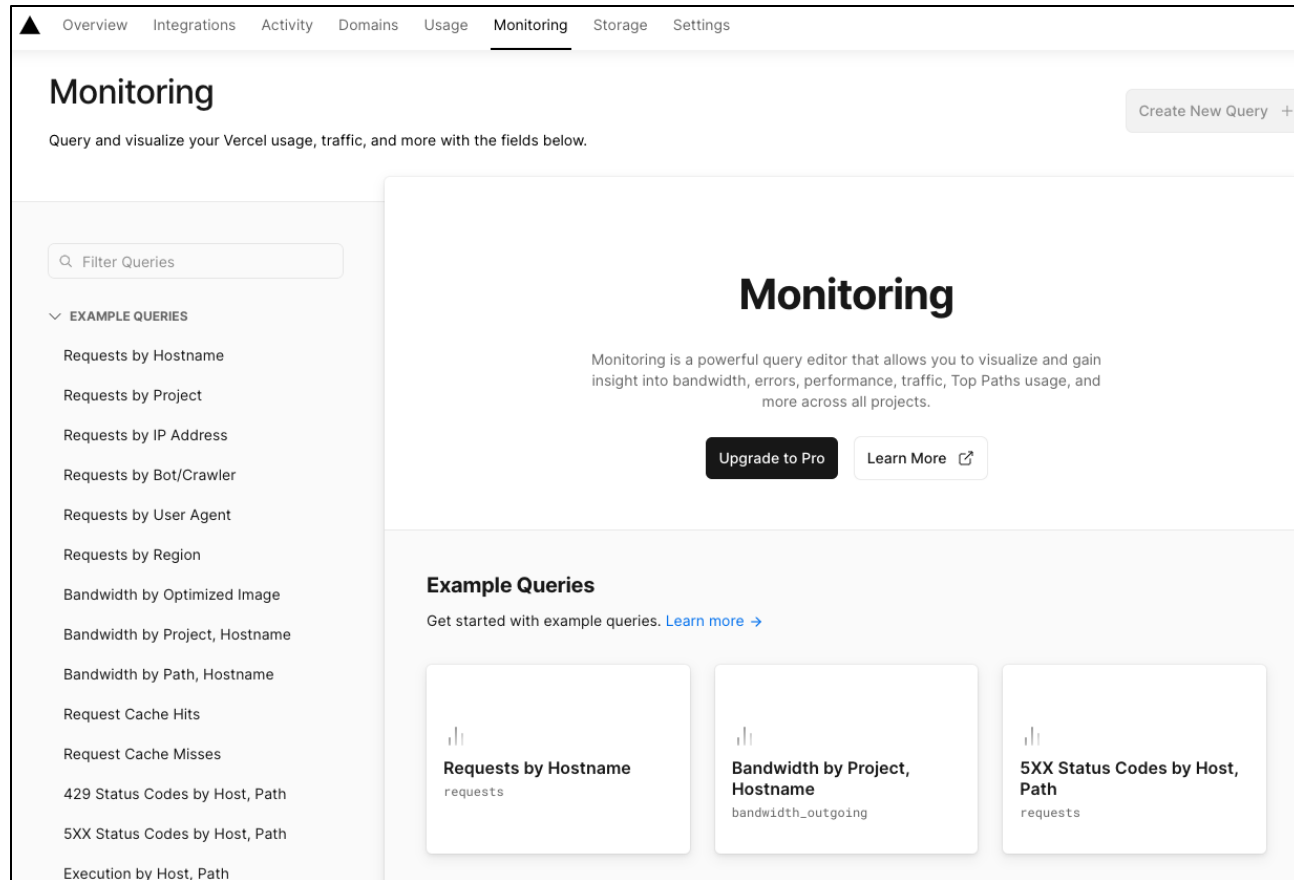 Overview Integrations Activity Domains Usage Monitoring Storage Settings
Monitoring
Create New Query +
Query and visualize your Vercel usage, traffic, and more with the fields below.
Filter Queries
EXAMPLE QUERIES
Requests by Hostname
Requests by Project
Requests by IP Address
Requests by Bot/Crawler
Requests by User Agent
Requests by Region
Bandwidth by Optimized Image
Bandwidth by Project, Hostname
Bandwidth by Path, Hostname
Request Cache Hits
Request Cache Misses
429 Status Codes by Host, Path
5XX Status Codes by Host, Path
Execution by Host, Path
Monitoring
Monitoring is a powerful query editor that allows you to visualize and gain
insight into bandwidth, errors, performance, traffic, Top Paths usage, and
more across all projects.
Upgrade to Pro Learn More
Example Queries
Get started with example queries. Learn more →
Requests by Hostname
requests
Bandwidth by Project,
Hostname
bandwidth_outgoing
5XX Status Codes by Host,
Path
requests